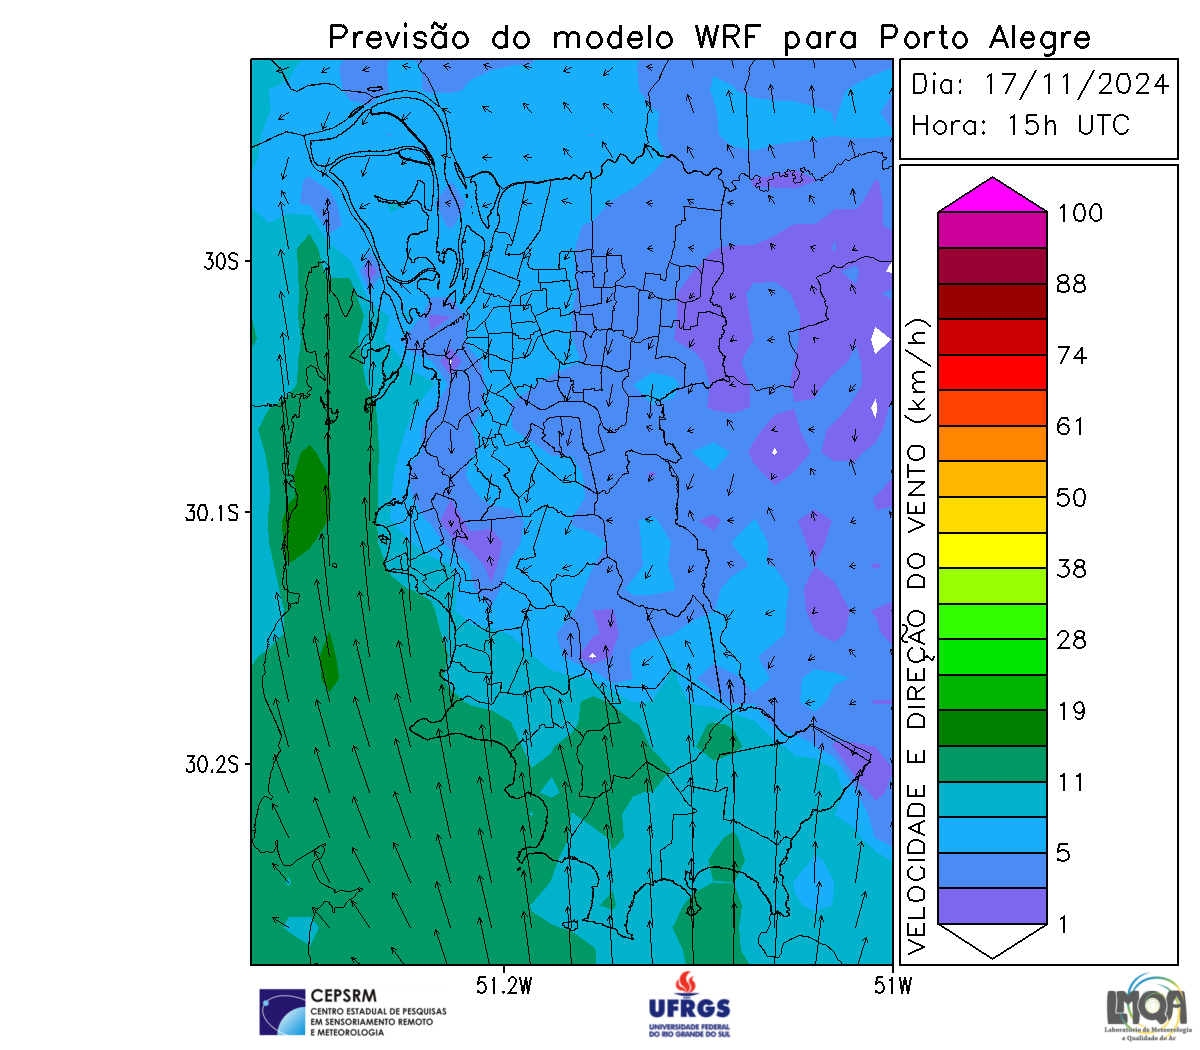 Previsão do modelo WRF para Porto Alegre
Dia: 17/11/2024
Hora: 15h UTC
100
88
74
61
50
38
28
19
11
5
1
VELOCIDADE E DIREÇÃO DO VENTO (km/h)
30S
30.1S
30.2S
51.2W
51W
CEPSRM
CENTRO ESTADUAL DE PESQUISAS
EM SENSORIAMENTO REMOTO
E METEOROLOGIA
UFRGS
UNIVERSIDADE FEDERAL
DO RIO GRANDE DO SUL
LMQA
Laboratório de Meteorologia
e Qualidade do Ar